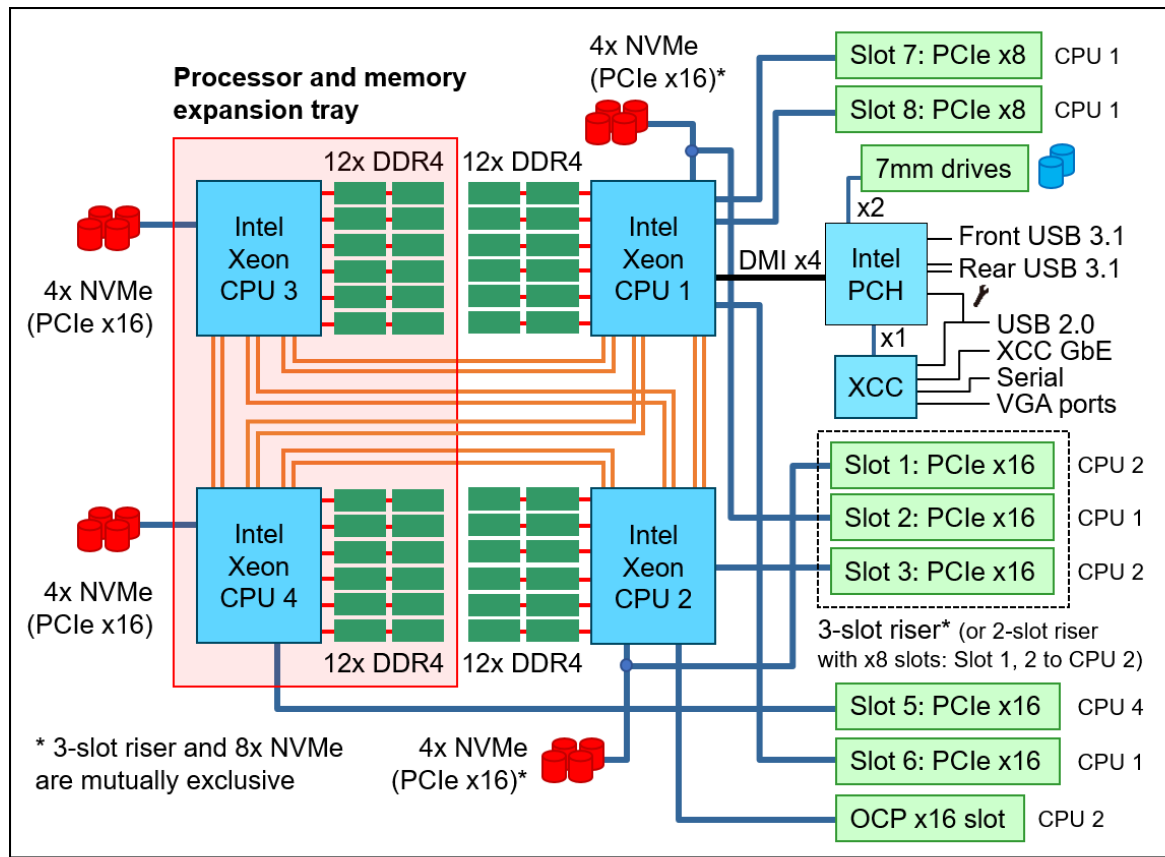 Processor and memory
expansion tray
4x NVMe
(PCIe x16)*
Slot 7: PCIe x8
CPU 1
Slot 8: PCIe x8
CPU 1
12x DDR4
12x DDR4
7mm drives
x2
Intel
Xeon
CPU 3
Intel
Xeon
CPU 1
DMI x4
Intel
PCH
Front USB 3.1
Rear USB 3.1
4x NVMe
(PCIe x16)
x1
USB 2.0
XCC GbE
Serial
VGA ports
XCC
Slot 1: PCIe x16
CPU 2
Slot 2: PCIe x16
CPU 1
Slot 3: PCIe x16
CPU 2
Intel
Xeon
CPU 4
Intel
Xeon
CPU 2
4x NVMe
(PCIe x16)
3-slot riser* (or 2-slot riser
with x8 slots: Slot 1, 2 to CPU 2)
12x DDR4
12x DDR4
Slot 5: PCIe x16
CPU 4
* 3-slot riser and 8x NVMe
are mutually exclusive
4x NVMe
(PCIe x16)*
Slot 6: PCIe x16
CPU 1
OCP x16 slot
CPU 2